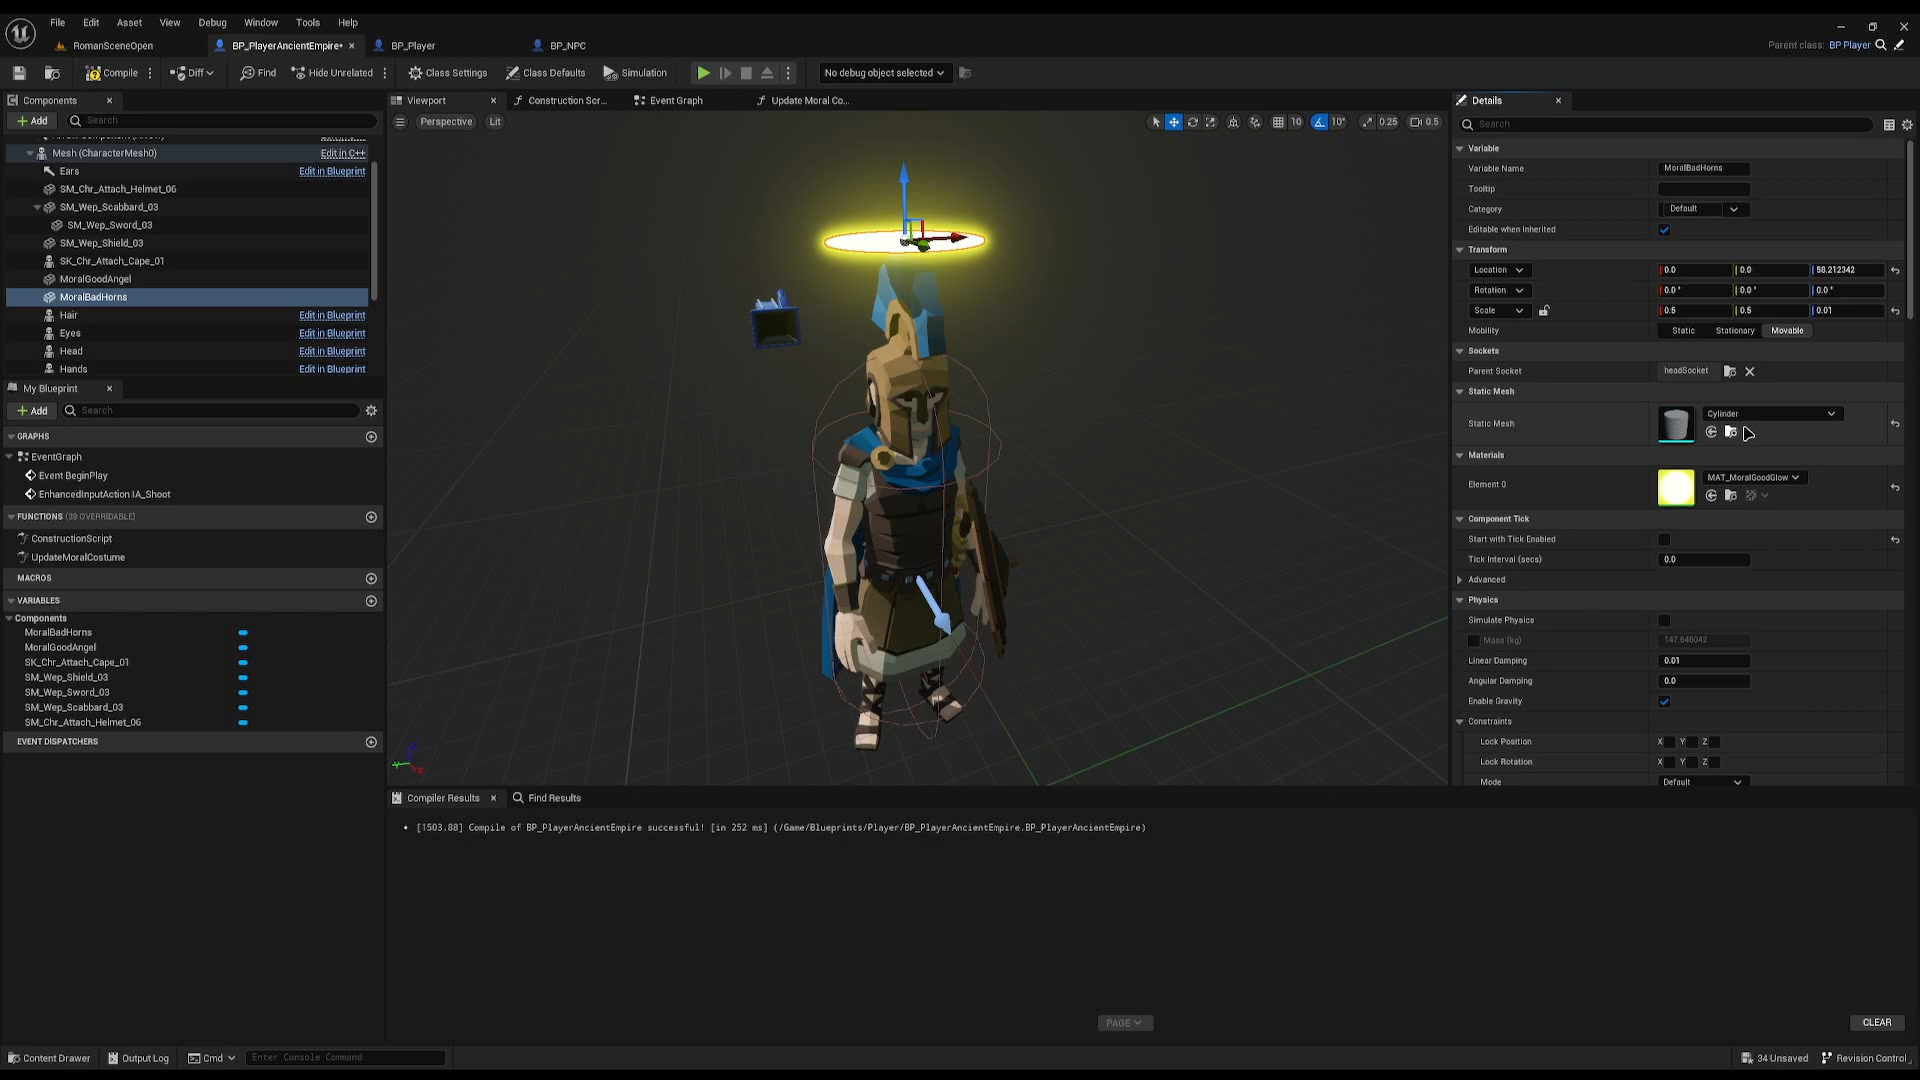 File Edit Asset View Debug Window Tools Help
RomanSceneOpen BP_PlayerAncientEmpire* BP_Player BP_NPC
Parent class: BP Player
Compile Diff Find Hide Unrelated Class Settings Class Defaults Simulation No debug object selected
Components
Add Search
Mesh (CharacterMesh0) Edit in C++
Ears Edit in Blueprint
SM_Chr_Attach_Helmet_06
SM_Wep_Scabbard_03
SM_Wep_Sword_03
SM_Wep_Shield_03
SK_Chr_Attach_Cape_01
MoralGoodAngel
MoralBadHorns
Hair Edit in Blueprint
Eyes Edit in Blueprint
Head Edit in Blueprint
Hands Edit in Blueprint
My Blueprint
Add Search
GRAPHS
EventGraph
Event BeginPlay
EnhancedInputAction IA_Shoot
FUNCTIONS (39 OVERRIDABLE)
ConstructionScript
UpdateMoralCostume
MACROS
VARIABLES
Components
MoralBadHorns
MoralGoodAngel
SK_Chr_Attach_Cape_01
SM_Wep_Shield_03
SM_Wep_Sword_03
SM_Wep_Scabbard_03
SM_Chr_Attach_Helmet_06
EVENT DISPATCHERS
Viewport Construction Scr... Event Graph Update Moral Co...
Perspective Lit 10 10° 0.25 0.5
Compiler Results Find Results
[1503.88] Compile of BP_PlayerAncientEmpire successful! [in 252 ms] (/Game/Blueprints/Player/BP_PlayerAncientEmpire.BP_PlayerAncientEmpire)
PAGE CLEAR
Details
Search
Variable
Variable Name MoralBadHorns
Tooltip
Category Default
Editable when Inherited
Transform
Location 0.0 0.0 58.212342
Rotation 0.0° 0.0° 0.0°
Scale 0.5 0.5 0.01
Mobility Static Stationary Movable
Sockets
Parent Socket headSocket
Static Mesh
Static Mesh Cylinder
Materials
Element 0 MAT_MoralGoodGlow
Component Tick
Start with Tick Enabled
Tick Interval (secs) 0.0
Advanced
Physics
Simulate Physics
Mass (kg) 147.646042
Linear Damping 0.01
Angular Damping 0.0
Enable Gravity
Constraints
Lock Position X Y Z
Lock Rotation X Y Z
Mode Default
Content Drawer Output Log Cmd Enter Console Command 34 Unsaved Revision Control